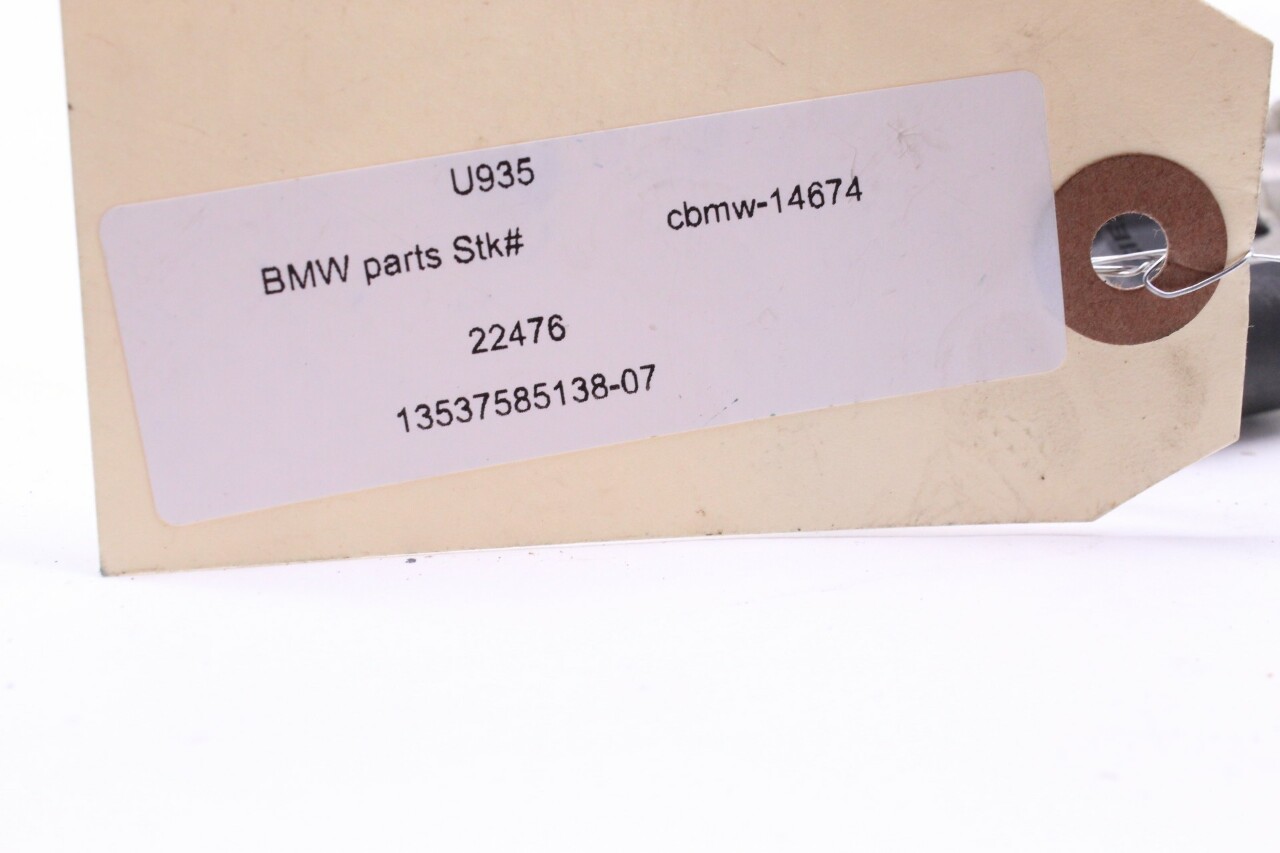 U935
BMW parts Stk# cbmw-14674
22476
13537585138-07